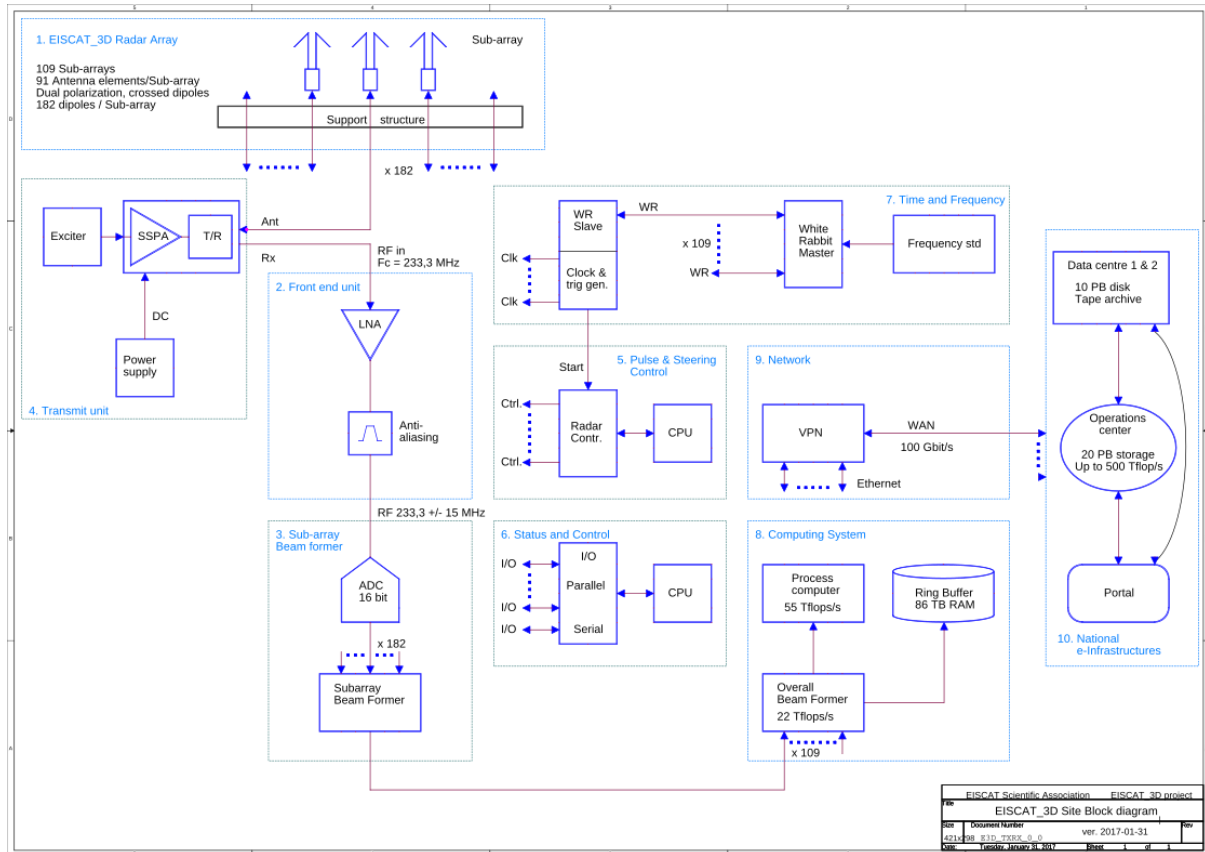 5
4
3
2
1
D
C
B
A
1. EISCAT_3D Radar Array
109 Sub-arrays
91 Antenna elements/Sub-array
Dual polarization, crossed dipoles
182 dipoles / Sub-array
Sub-array
Support structure
x 182
Exciter
SSPA
T/R
Ant
Rx
DC
Power
supply
4. Transmit unit
RF in
Fc = 233,3 MHz
2. Front end unit
LNA
Anti-
aliasing
RF 233,3 +/- 15 MHz
3. Sub-array
Beam former
ADC
16 bit
x 182
Subarray
Beam Former
7. Time and Frequency
WR
Slave
WR
x 109
WR
White
Rabbit
Master
Frequency std
Clk
Clk
Clock &
trig gen.
Start
5. Pulse & Steering
Control
Ctrl.
Ctrl.
Radar
Contr.
CPU
6. Status and Control
I/O
I/O
I/O
I/O
Parallel
Serial
CPU
9. Network
VPN
WAN
100 Gbit/s
Ethernet
8. Computing System
Process
computer
55 Tflops/s
Ring Buffer
86 TB RAM
Overall
Beam Former
22 Tflops/s
x 109
Data centre 1 & 2
10 PB disk
Tape archive
Operations
center
20 PB storage
Up to 500 Tflop/s
Portal
10. National
e-Infrastructures
EISCAT Scientific Association EISCAT_3D project
Title
EISCAT_3D Site Block diagram
Size Document Number Rev
421x298 E3D_TXRX_0_0 ver. 2017-01-31
Date: Tuesday, January 31, 2017 Sheet 1 of 1